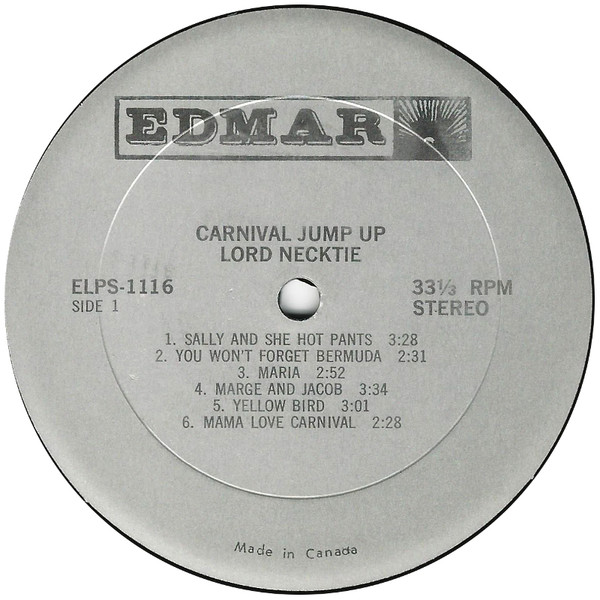 EDMAR
CARNIVAL JUMP UP
LORD NECKTIE
ELPS-1116
SIDE 1
33⅓ RPM
STEREO
1. SALLY AND SHE HOT PANTS 3:28
2. YOU WON'T FORGET BERMUDA 2:31
3. MARIA 2:52
4. MARGE AND JACOB 3:34
5. YELLOW BIRD 3:01
6. MAMA LOVE CARNIVAL 2:28
Made in Canada